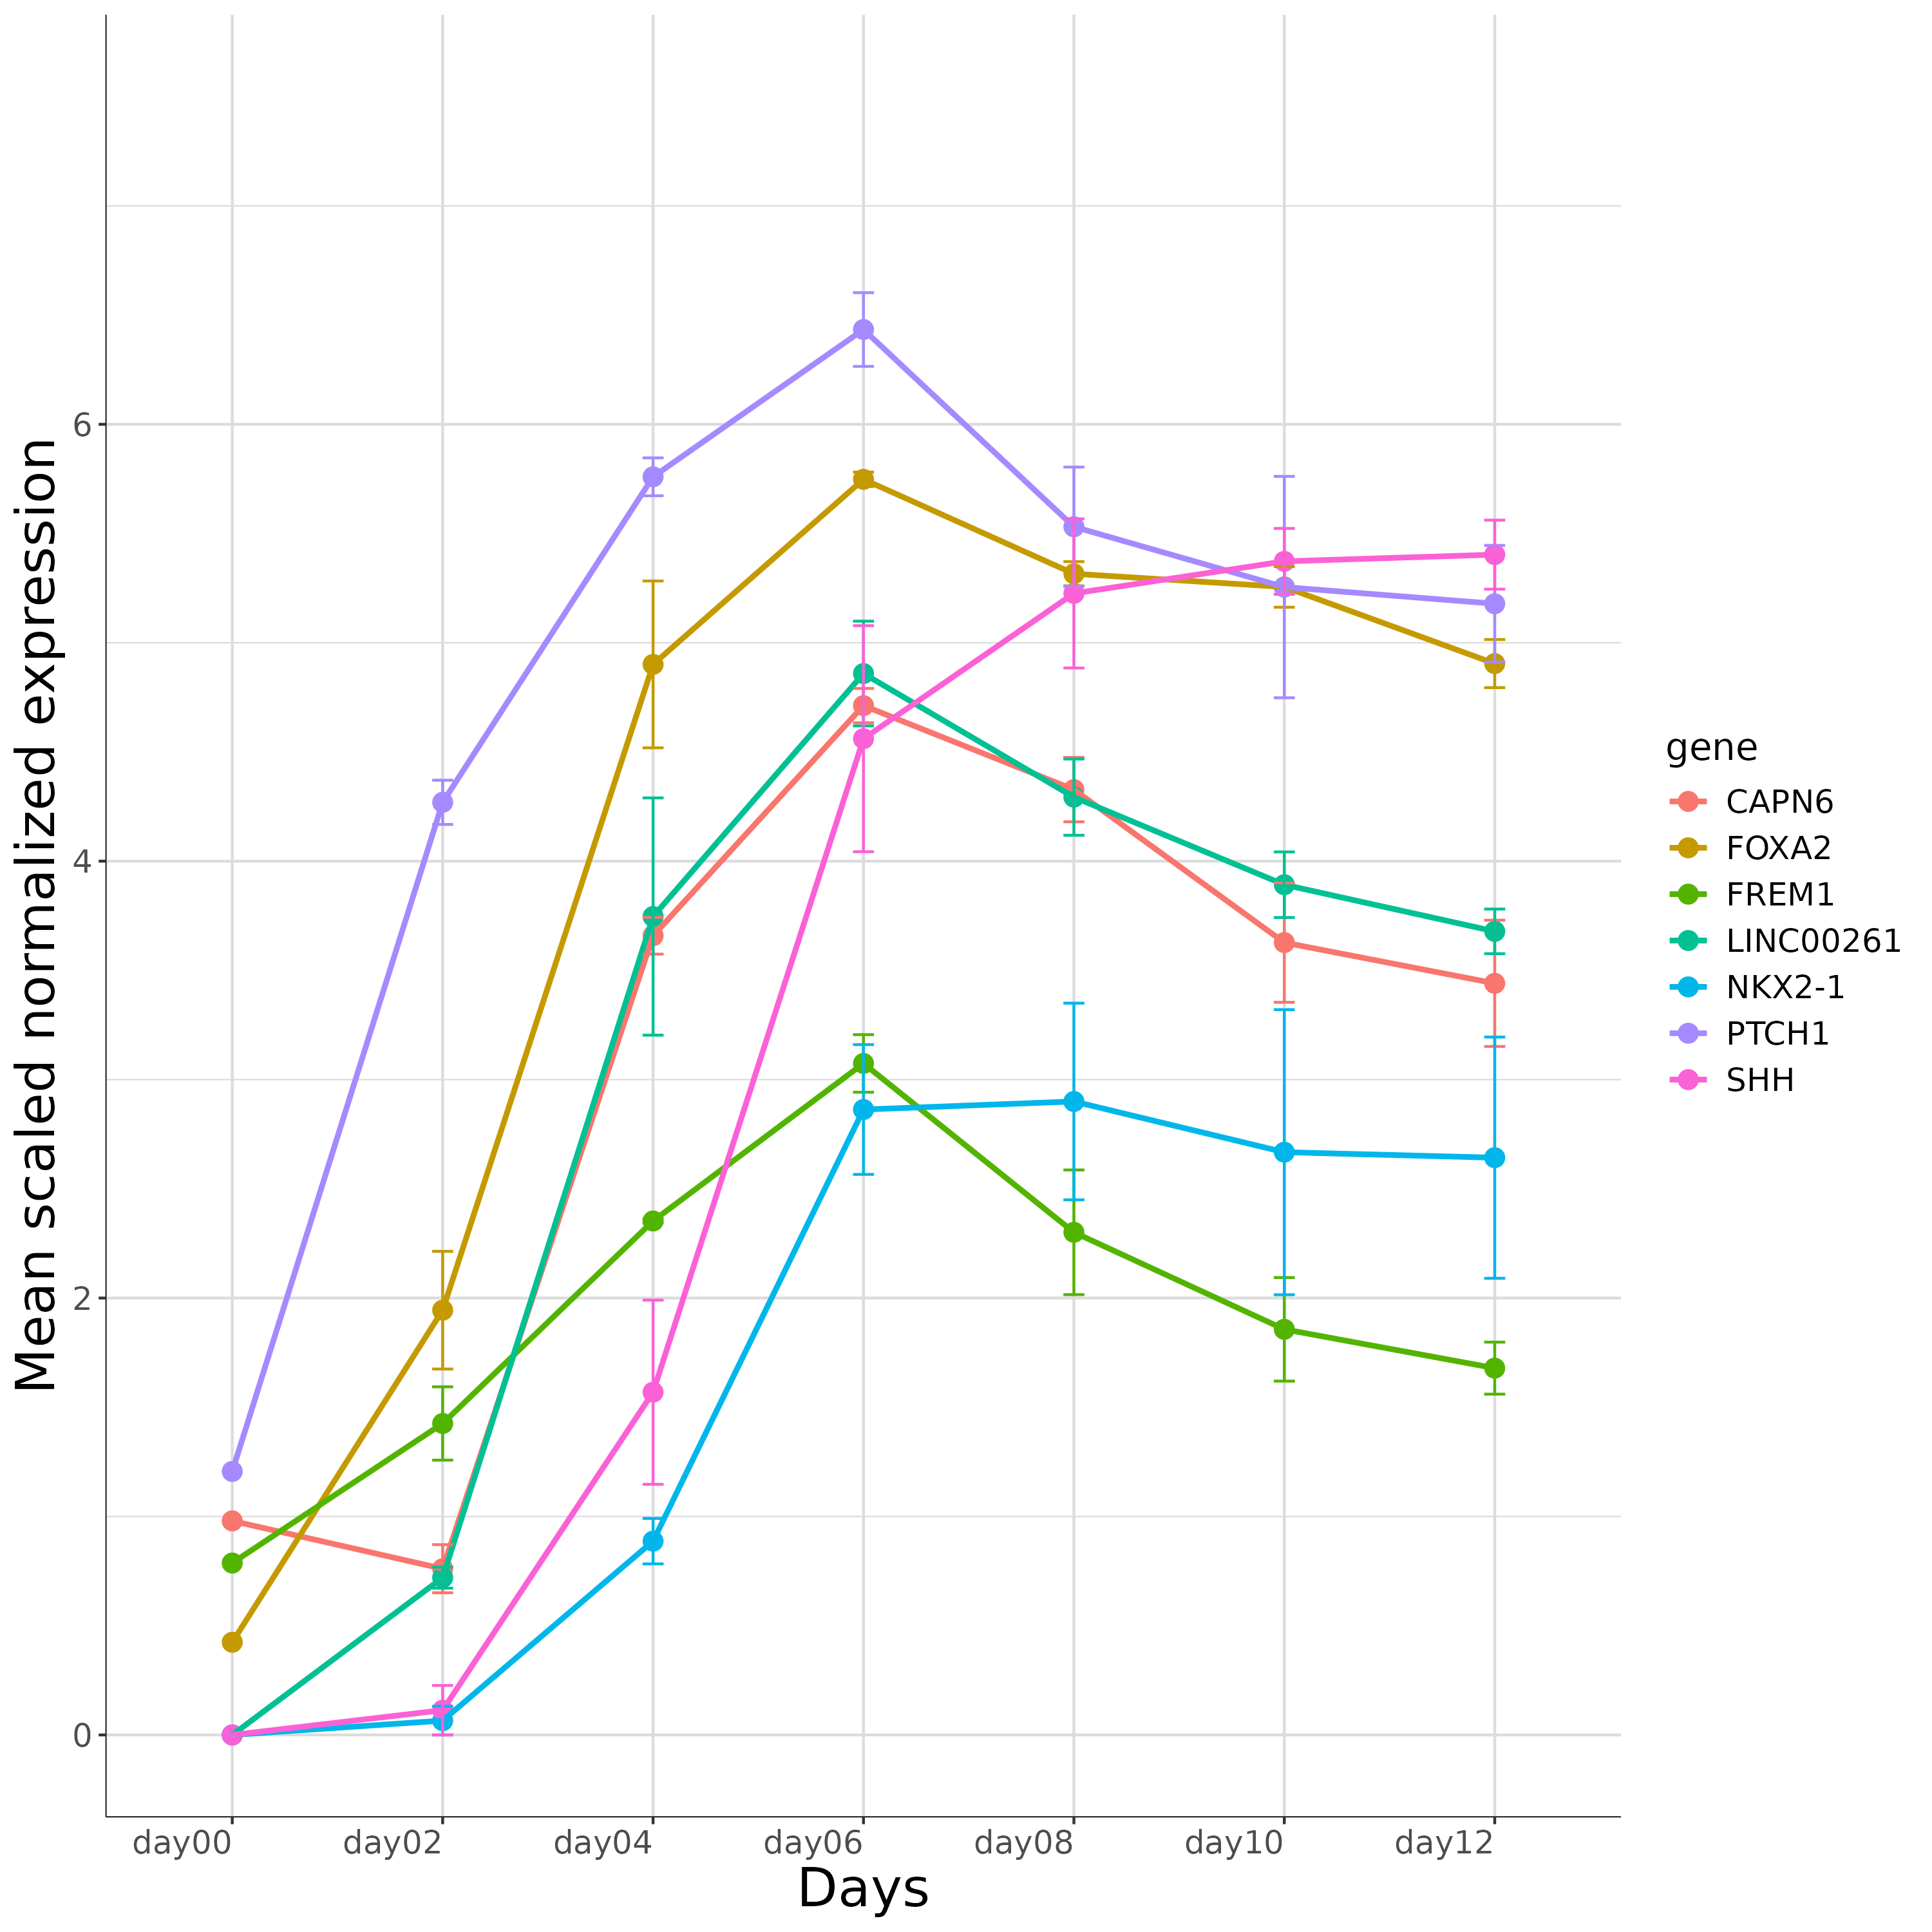 Mean scaled normalized expression
6
4
2
0
day00 day02 day04 day06 day08 day10 day12
Days
gene
CAPN6
FOXA2
FREM1
LINC00261
NKX2-1
PTCH1
SHH